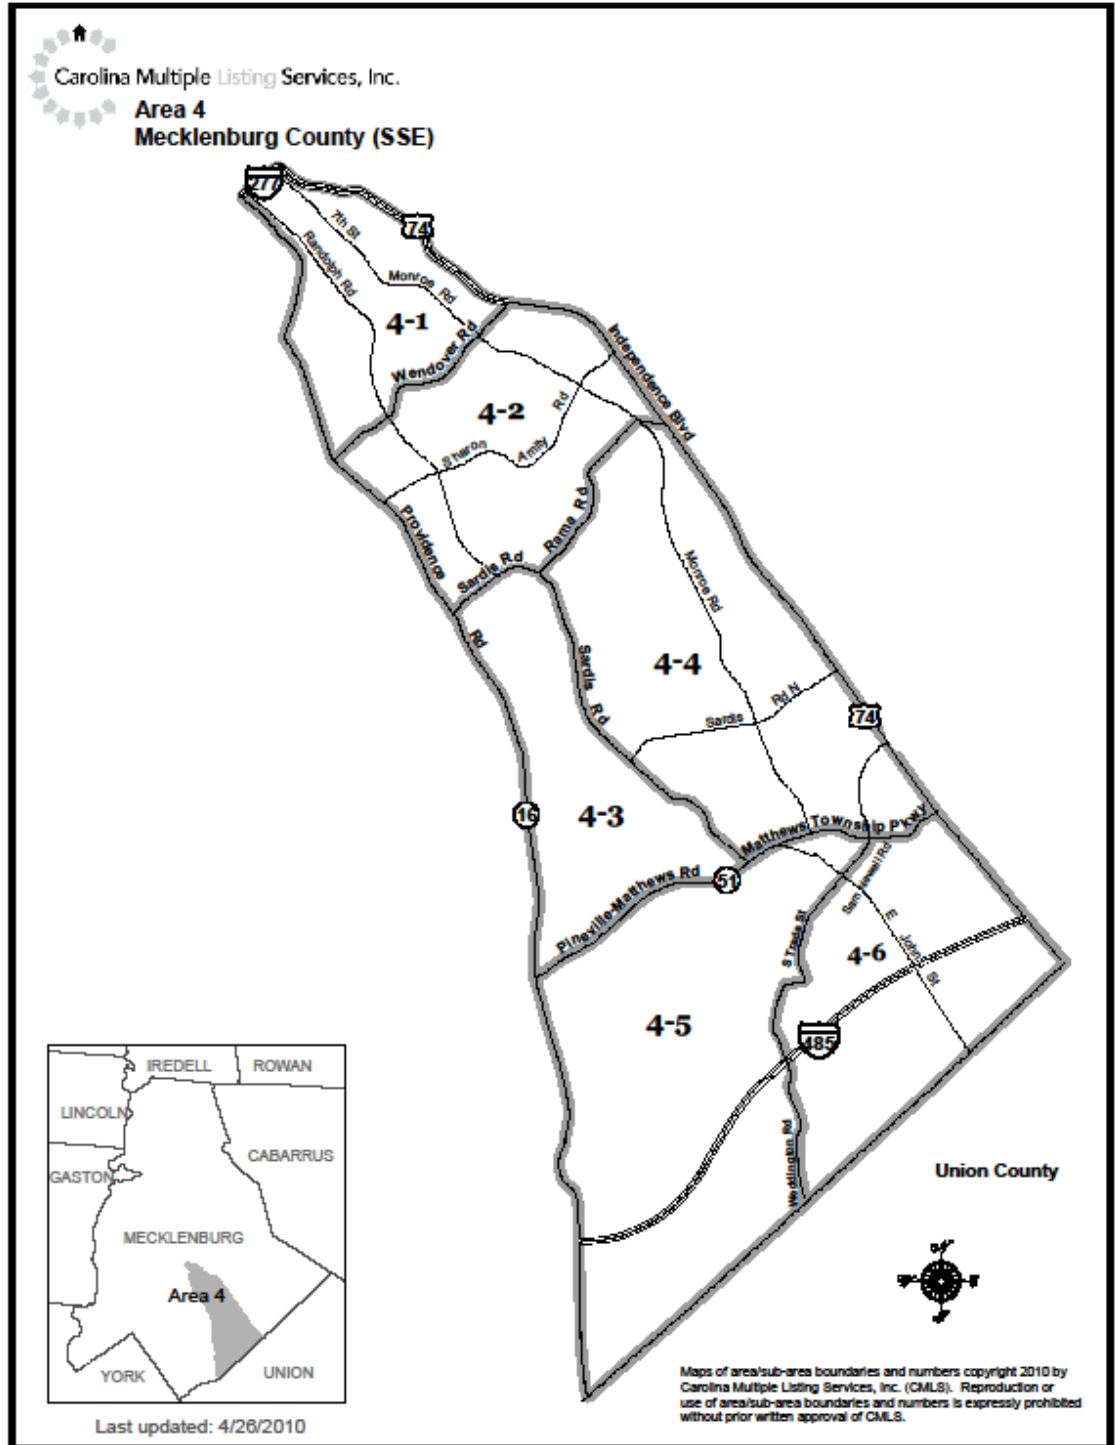 Carolina Multiple Listing Services, Inc.
Area 4
Mecklenburg County (SSE)
277
74
7th St
Randolph Rd
Monroe Rd
4-1
Wendover Rd
Independence Blvd
4-2
Sharon Amity Rd
Providence Rd
Rama Rd
Sardis Rd
Monroe Rd
4-4
Sardis Rd
Sardis Rd N
74
16
4-3
Matthews Township Pkwy
Pineville-Matthews Rd
51
Sam Newell Rd
S Trade St
E John St
4-6
4-5
485
Weddington Rd
Union County
IREDELL
ROWAN
LINCOLN
CABARRUS
GASTON
MECKLENBURG
Area 4
YORK
UNION
Last updated: 4/26/2010
Maps of area/sub-area boundaries and numbers copyright 2010 by
Carolina Multiple Listing Services, Inc. (CMLS). Reproduction or
use of area/sub-area boundaries and numbers is expressly prohibited
without prior written approval of CMLS.